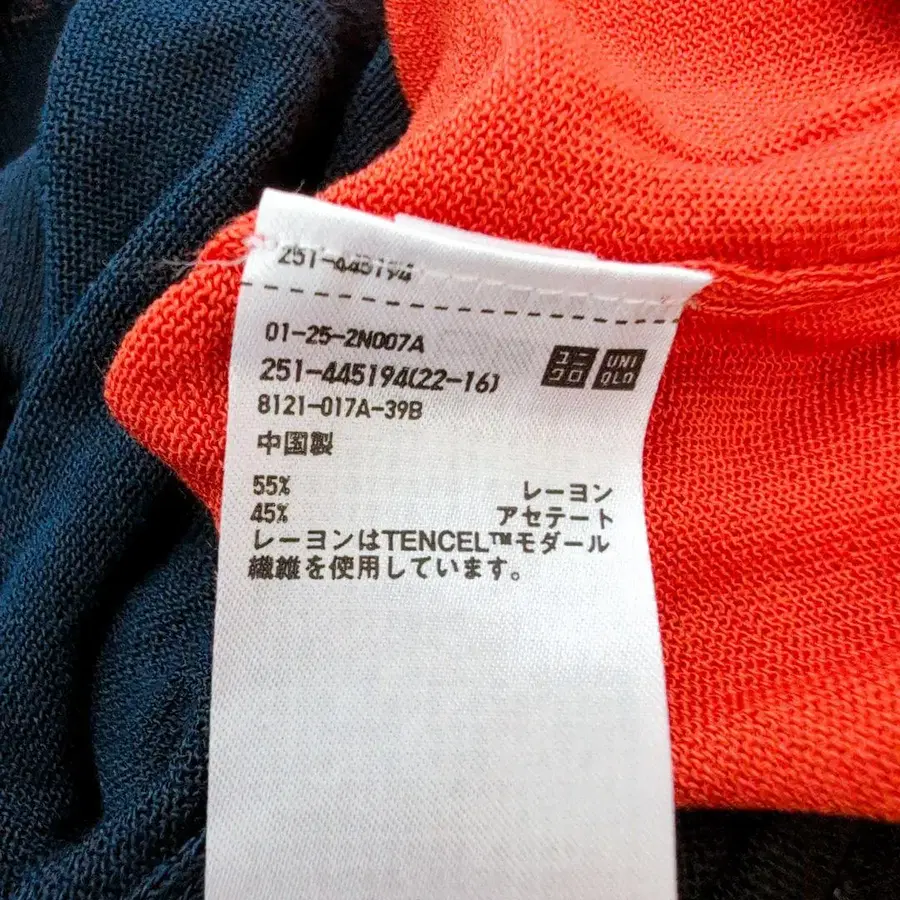 251-445194
01-25-2N007A
251-445194(22-16)
ユニクロ UNIQLO
8121-017A-39B
中国製
55% レーヨン
45% アセテート
レーヨンはTENCEL™モダール
繊維を使用しています。